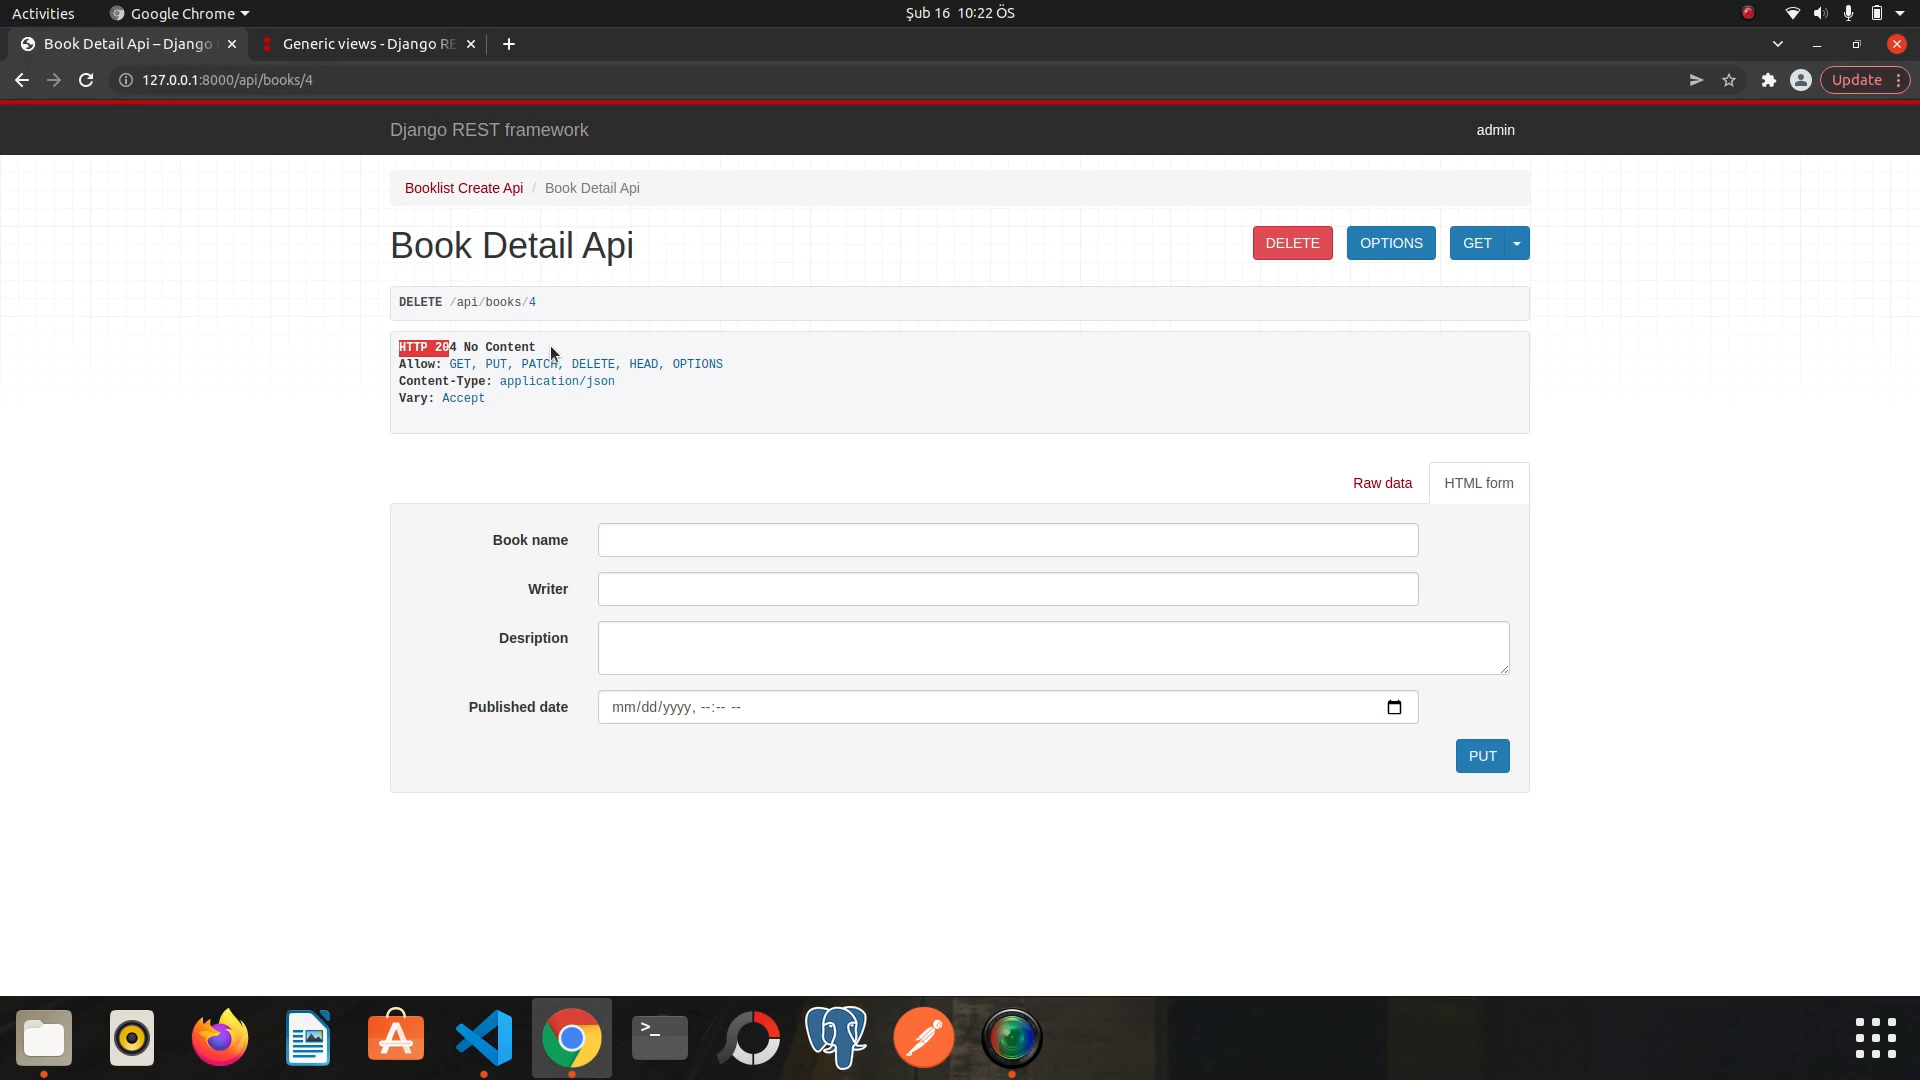 Activities
Google Chrome
Şub 16 10:22 ÖS
Book Detail Api – Django
Generic views - Django RE
127.0.0.1:8000/api/books/4
Update
Django REST framework
admin
Booklist Create Api / Book Detail Api
Book Detail Api
DELETE
OPTIONS
GET
DELETE /api/books/4
HTTP 204 No Content
Allow: GET, PUT, PATCH, DELETE, HEAD, OPTIONS
Content-Type: application/json
Vary: Accept
Raw data
HTML form
Book name
Writer
Desription
Published date
mm/dd/yyyy, --:-- --
PUT